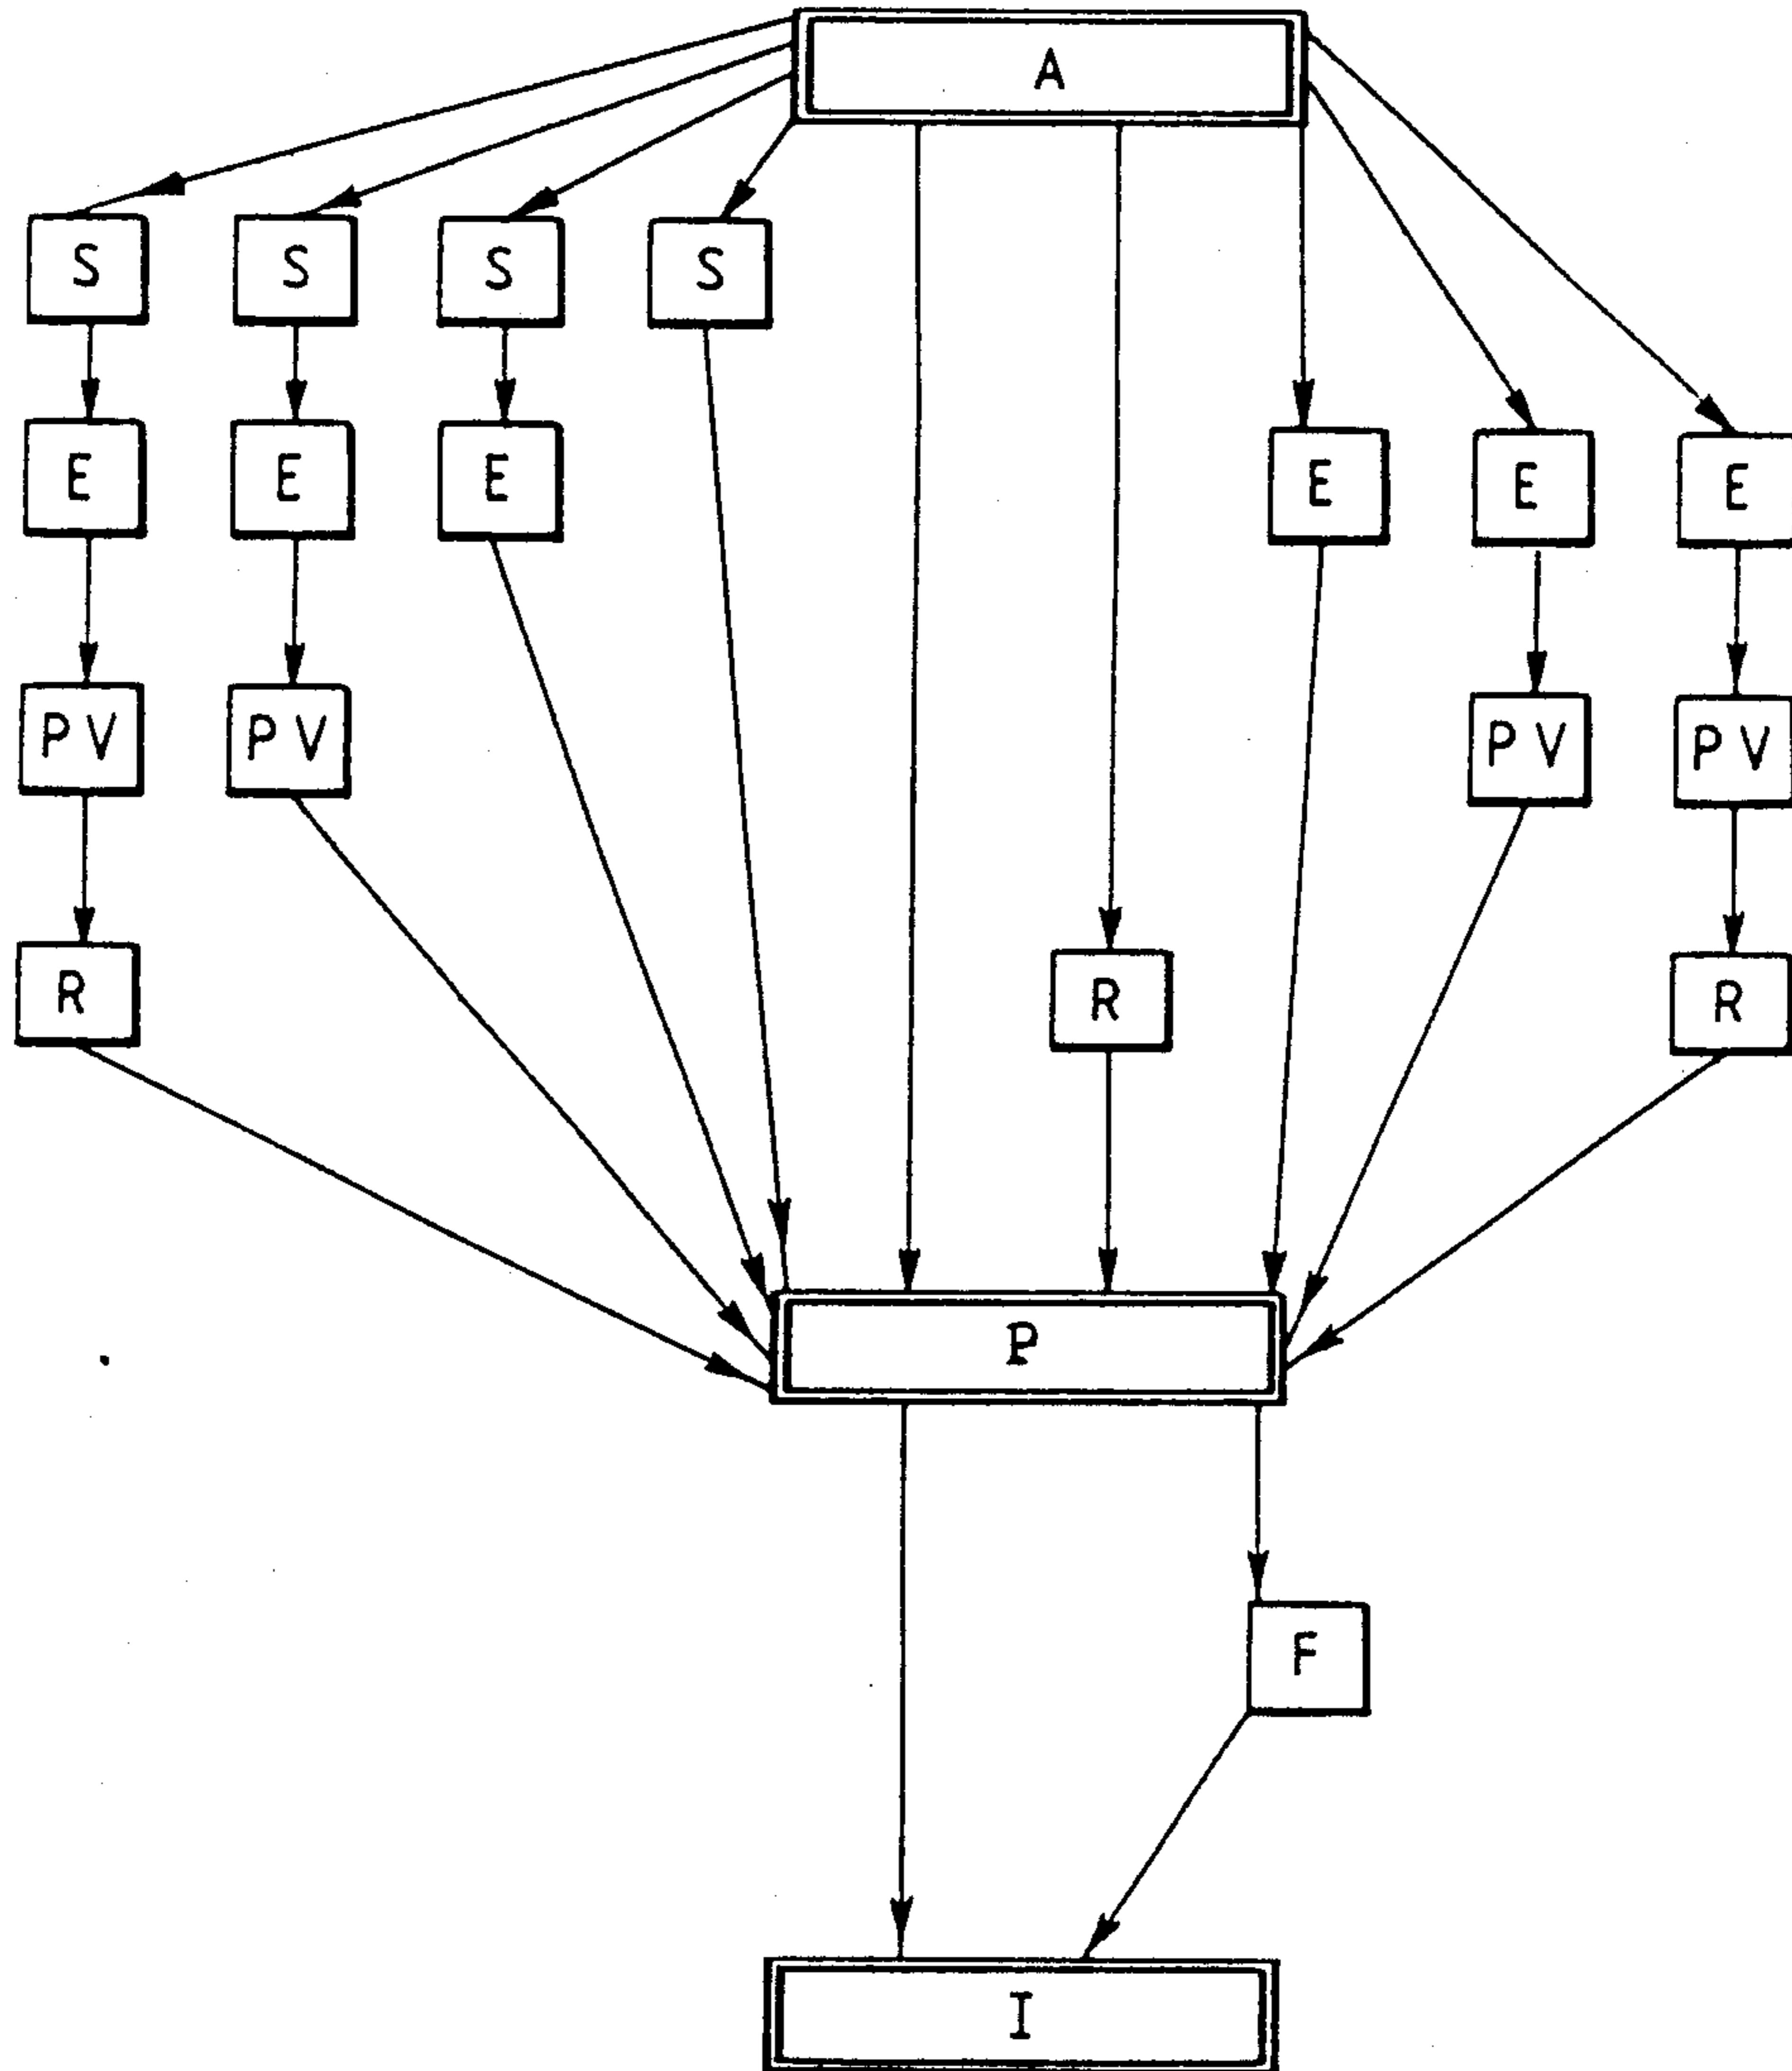 A
S S S S
E E E E E E
PV PV PV PV
R R R
P
F
I